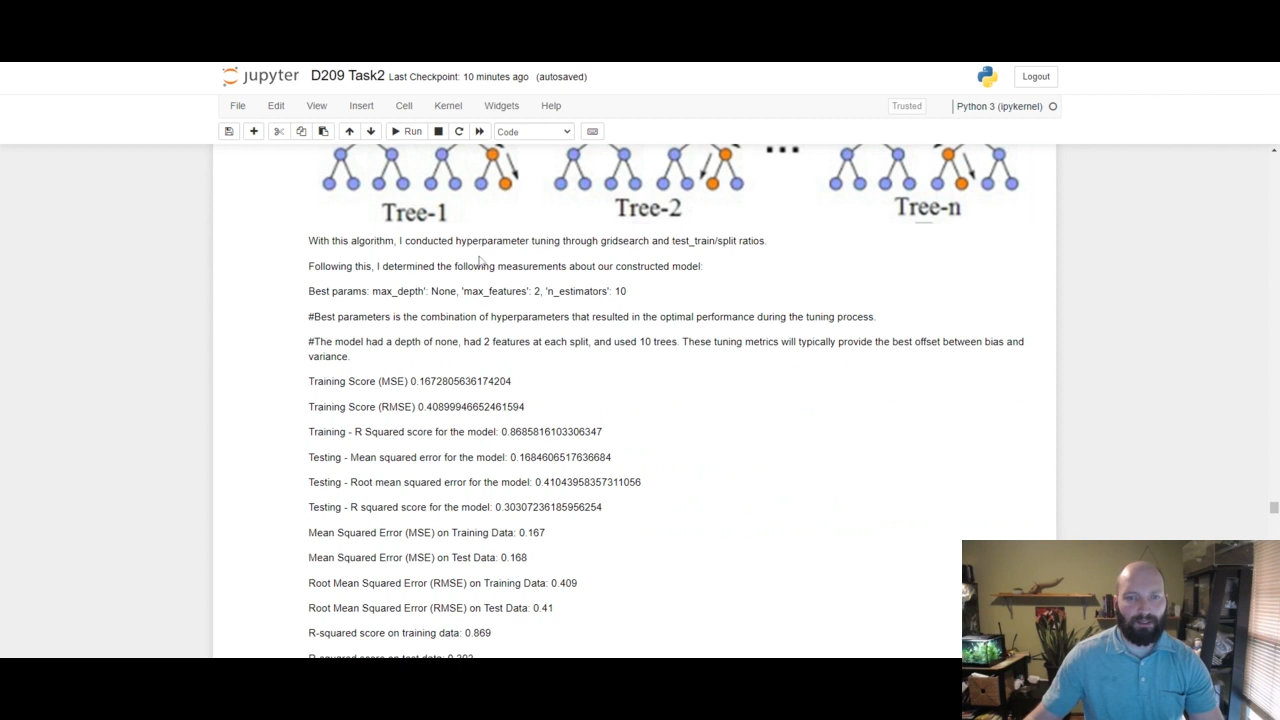 jupyter D209 Task2 Last Checkpoint: 10 minutes ago (autosaved) Logout
File Edit View Insert Cell Kernel Widgets Help Trusted Python 3 (ipykernel)
Run Code
Tree-1 Tree-2 Tree-n
With this algorithm, I conducted hyperparameter tuning through gridsearch and test_train/split ratios.
Following this, I determined the following measurements about our constructed model:
Best params: max_depth': None, 'max_features': 2, 'n_estimators': 10
#Best parameters is the combination of hyperparameters that resulted in the optimal performance during the tuning process.
#The model had a depth of none, had 2 features at each split, and used 10 trees. These tuning metrics will typically provide the best offset between bias and
variance.
Training Score (MSE) 0.1672805636174204
Training Score (RMSE) 0.40899946652461594
Training - R Squared score for the model: 0.8685816103306347
Testing - Mean squared error for the model: 0.1684606517636684
Testing - Root mean squared error for the model: 0.41043958357311056
Testing - R squared score for the model: 0.30307236185956254
Mean Squared Error (MSE) on Training Data: 0.167
Mean Squared Error (MSE) on Test Data: 0.168
Root Mean Squared Error (RMSE) on Training Data: 0.409
Root Mean Squared Error (RMSE) on Test Data: 0.41
R-squared score on training data: 0.869
R-squared score on test data: 0.303